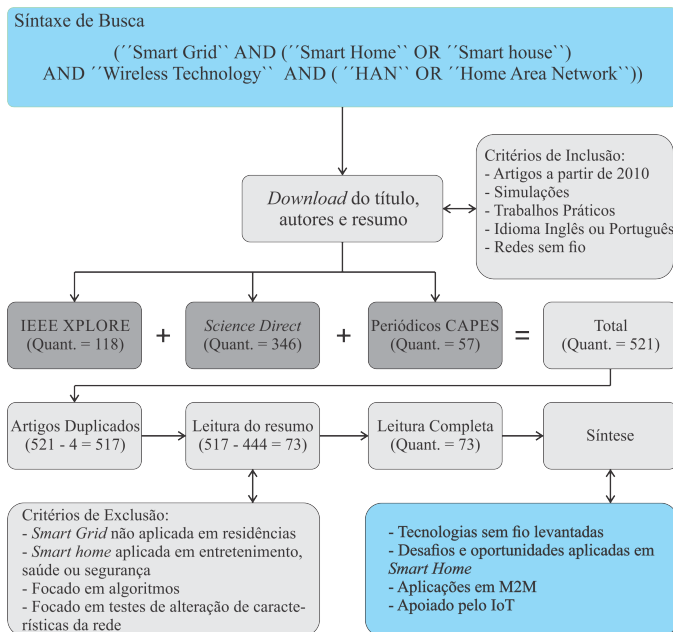 Síntaxe de Busca
(´´Smart Grid`` AND (´´Smart Home`` OR ´´Smart house``)
AND ´´Wireless Technology`` AND ( ´´HAN`` OR ´´Home Area Network``))
Download do título,
autores e resumo
Critérios de Inclusão:
- Artigos a partir de 2010
- Simulações
- Trabalhos Práticos
- Idioma Inglês ou Português
- Redes sem fio
IEEE XPLORE
(Quant. = 118)
+
Science Direct
(Quant. = 346)
+
Periódicos CAPES
(Quant. = 57)
=
Total
(Quant. = 521)
Artigos Duplicados
(521 - 4 = 517)
Leitura do resumo
(517 - 444 = 73)
Leitura Completa
(Quant. = 73)
Síntese
Critérios de Exclusão:
- Smart Grid não aplicada em residências
- Smart home aplicada em entretenimento,
saúde ou segurança
- Focado em algoritmos
- Focado em testes de alteração de caracte-
rísticas da rede
- Tecnologias sem fio levantadas
- Desafios e oportunidades aplicadas em
Smart Home
- Aplicações em M2M
- Apoiado pelo IoT